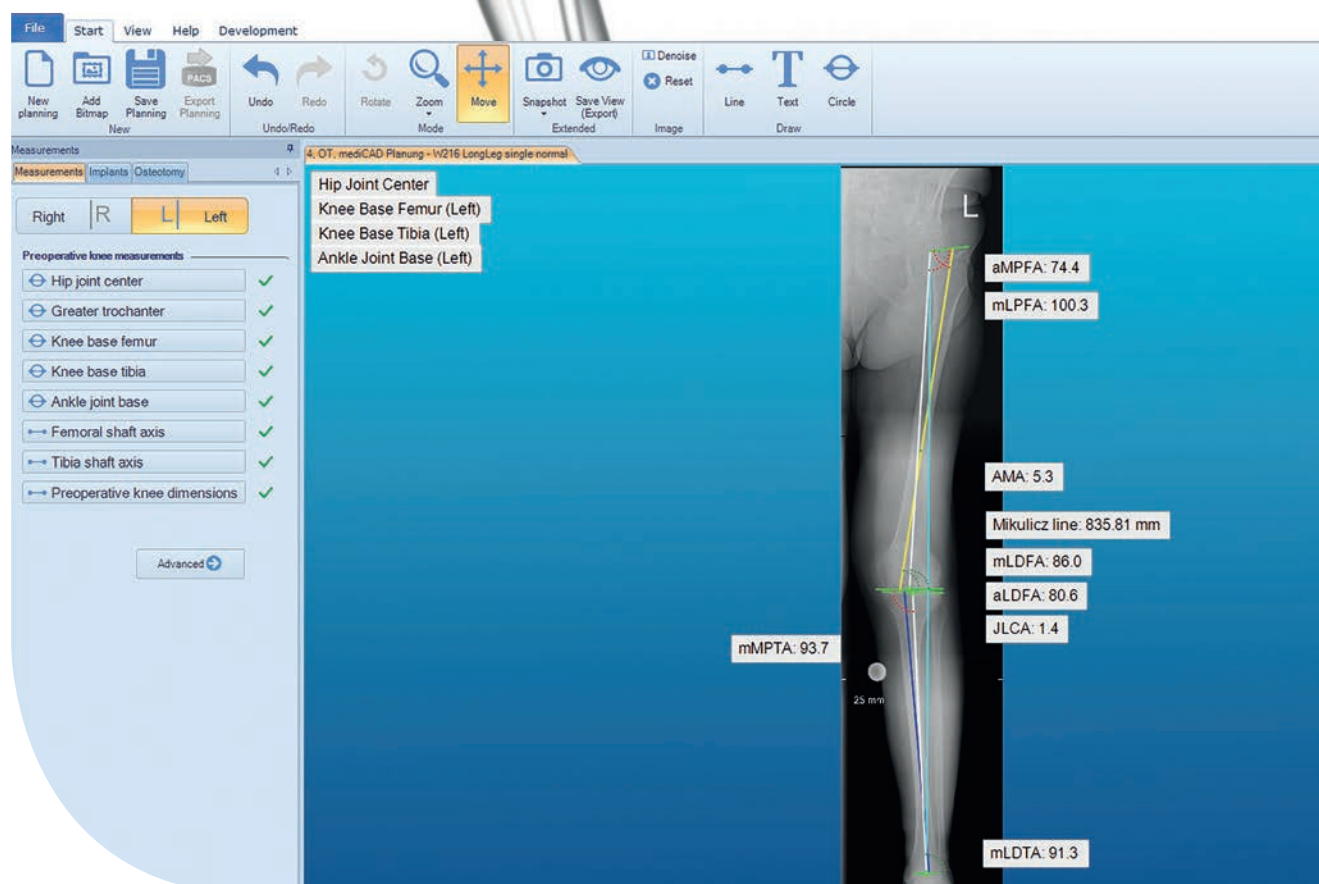 File Start View Help Development
New planning
Add Bitmap
Save Planning
PACS
Export Planning
New
Undo
Redo
Undo/Redo
Rotate
Zoom
Move
Mode
Snapshot
Save View (Export)
Extended
Denoise
Reset
Image
Line
Text
Circle
Draw
Measurements
Measurements Implants Osteotomy
4, OT, mediCAD Planung - W216 LongLeg single normal
Right R L Left
Preoperative knee measurements
Hip joint center
Greater trochanter
Knee base femur
Knee base tibia
Ankle joint base
Femoral shaft axis
Tibia shaft axis
Preoperative knee dimensions
Advanced
Hip Joint Center
Knee Base Femur (Left)
Knee Base Tibia (Left)
Ankle Joint Base (Left)
L
aMPFA: 74.4
mLPFA: 100.3
AMA: 5.3
Mikulicz line: 835.81 mm
mLDFA: 86.0
aLDFA: 80.6
JLCA: 1.4
mMPTA: 93.7
25 mm
mLDTA: 91.3